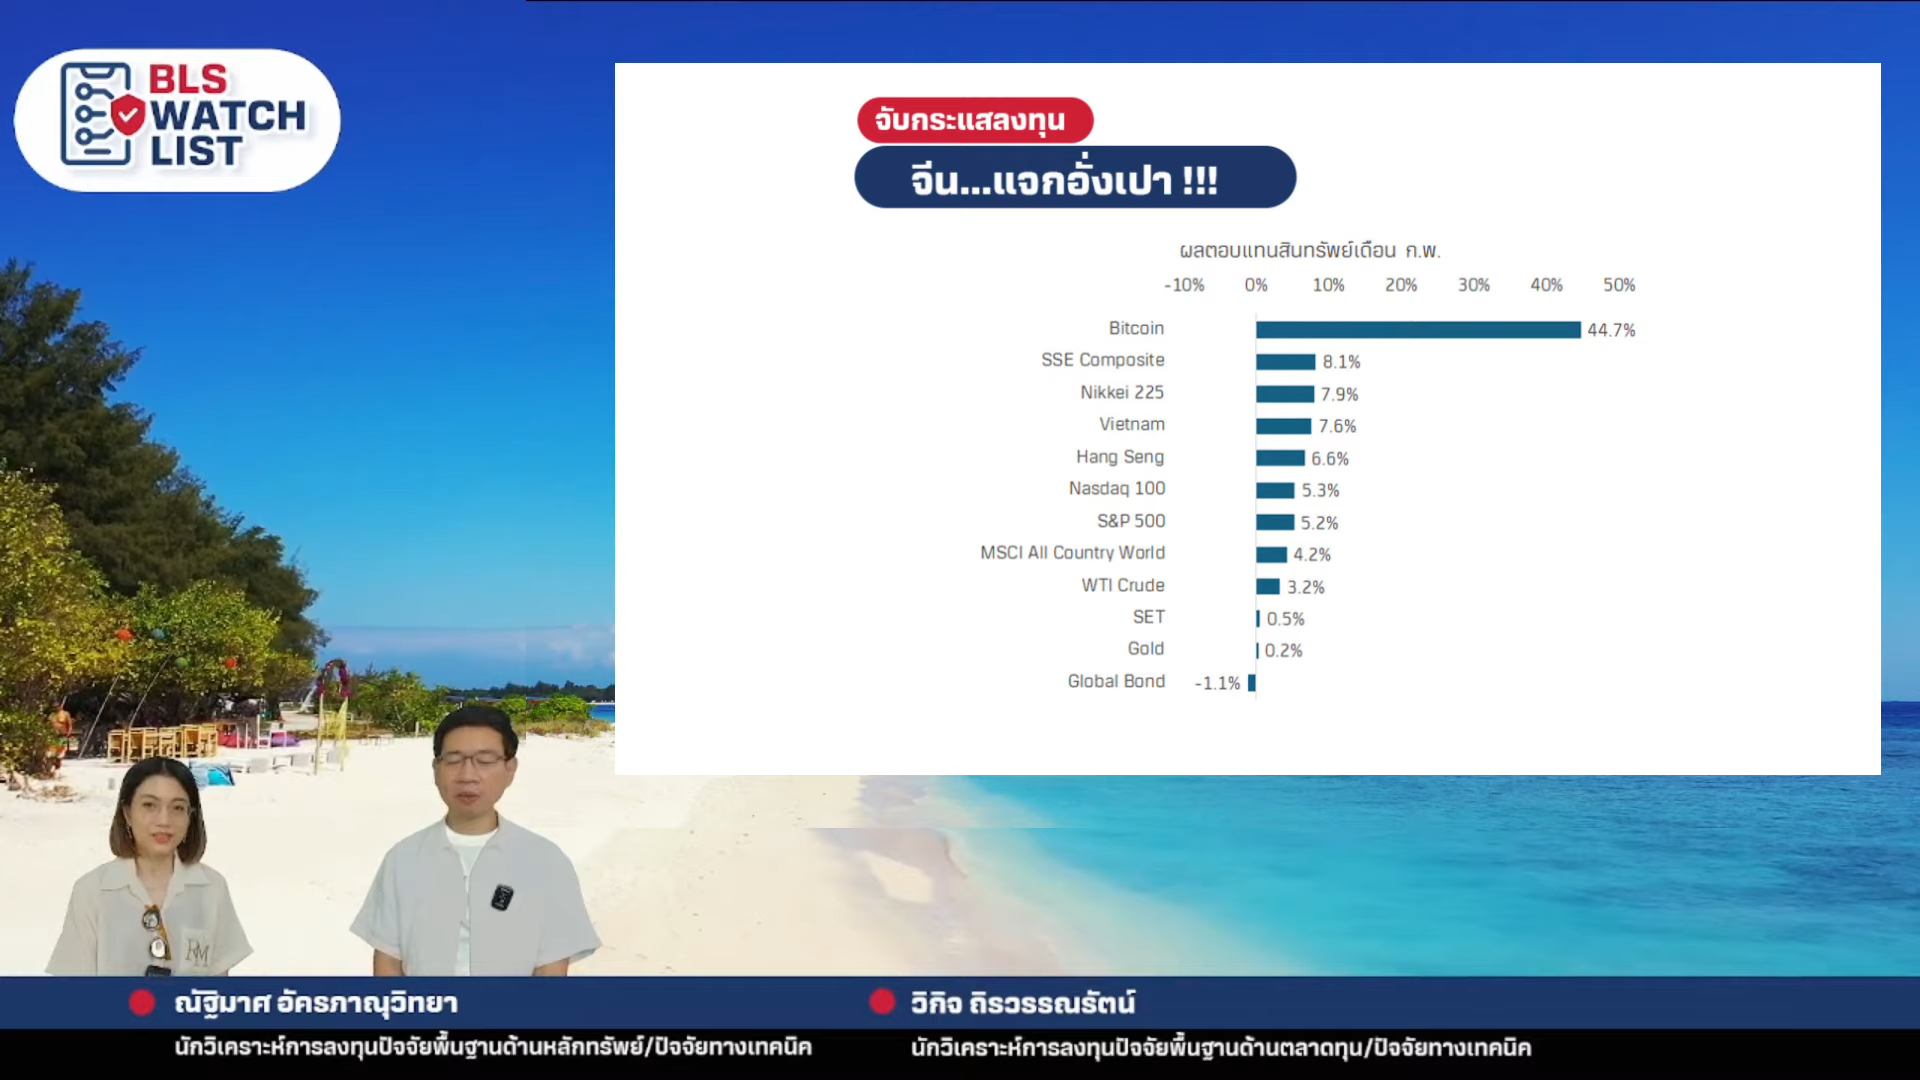 BLS
WATCH
LIST
จับกระแสลงทุน
จีน...แจกอั่งเปา !!!
ผลตอบแทนสินทรัพย์เดือน ก.พ.
-10% 0% 10% 20% 30% 40% 50%
Bitcoin 44.7%
SSE Composite 8.1%
Nikkei 225 7.9%
Vietnam 7.6%
Hang Seng 6.6%
Nasdaq 100 5.3%
S&P 500 5.2%
MSCI All Country World 4.2%
WTI Crude 3.2%
SET 0.5%
Gold 0.2%
Global Bond -1.1%
RM
ณัฐิมาศ อัครภาณุวิทยา
นักวิเคราะห์การลงทุนปัจจัยพื้นฐานด้านหลักทรัพย์/ปัจจัยทางเทคนิค
วิกิจ ถิรวรรณรัตน์
นักวิเคราะห์การลงทุนปัจจัยพื้นฐานด้านตลาดทุน/ปัจจัยทางเทคนิค